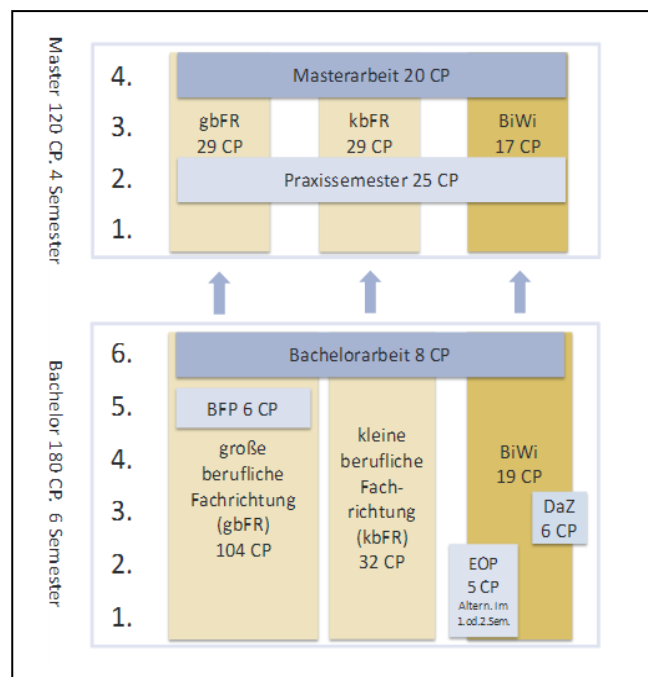 Master 120 CP. 4 Semester
4.
Masterarbeit 20 CP
3.
gbFR
29 CP
kbFR
29 CP
BiWi
17 CP
2.
Praxissemester 25 CP
1.
Bachelor 180 CP. 6 Semester
6.
Bachelorarbeit 8 CP
5.
BFP 6 CP
4.
große
berufliche
Fachrichtung
(gbFR)
104 CP
kleine
berufliche
Fach-
richtung
(kbFR)
32 CP
BiWi
19 CP
3.
DaZ
6 CP
2.
EOP
5 CP
Altern. Im
1.od.2.Sem.
1.